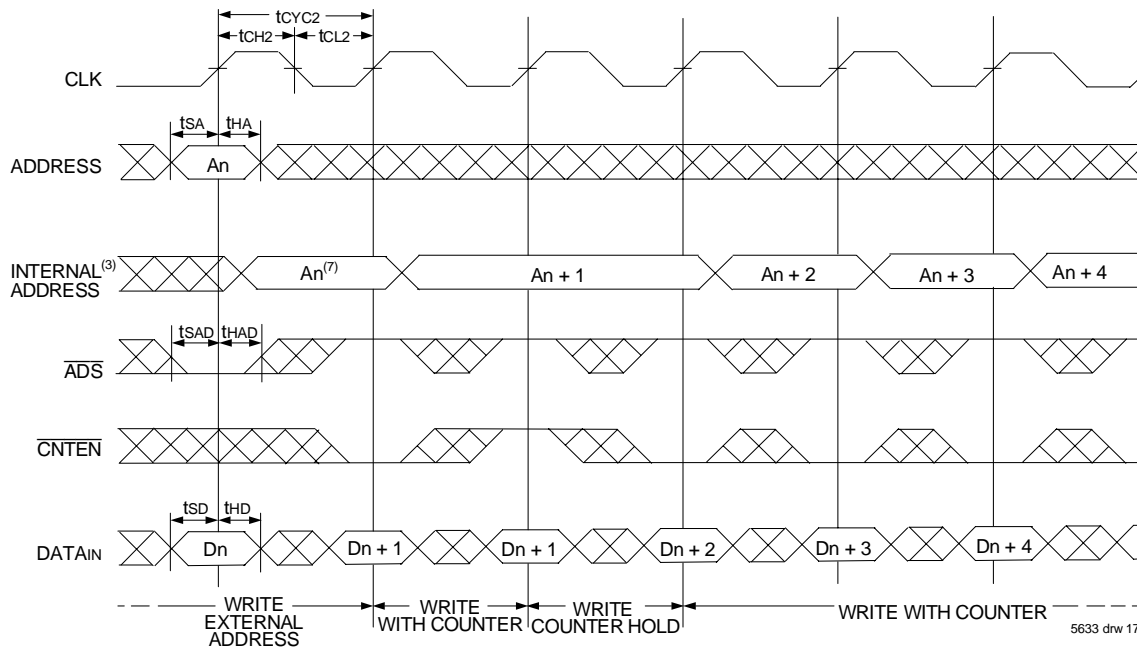 tCYC2
tCH2 tCL2
CLK
tSA tHA
ADDRESS An
INTERNAL(3)
ADDRESS
An(7) An + 1 An + 2 An + 3 An + 4
tSAD tHAD
ADS
CNTEN
tSD tHD
DATAIN Dn Dn + 1 Dn + 1 Dn + 2 Dn + 3 Dn + 4
WRITE
EXTERNAL
ADDRESS
WRITE
WITH COUNTER
WRITE
COUNTER HOLD
WRITE WITH COUNTER
5633 drw 17